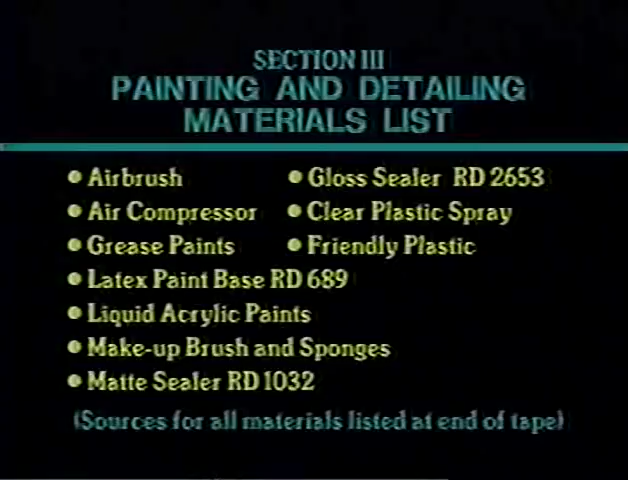 SECTION III
PAINTING AND DETAILING
MATERIALS LIST
• Airbrush
• Air Compressor
• Grease Paints
• Latex Paint Base RD 689
• Liquid Acrylic Paints
• Make-up Brush and Sponges
• Matte Sealer RD 1032
• Gloss Sealer RD 2653
• Clear Plastic Spray
• Friendly Plastic
(Sources for all materials listed at end of tape)